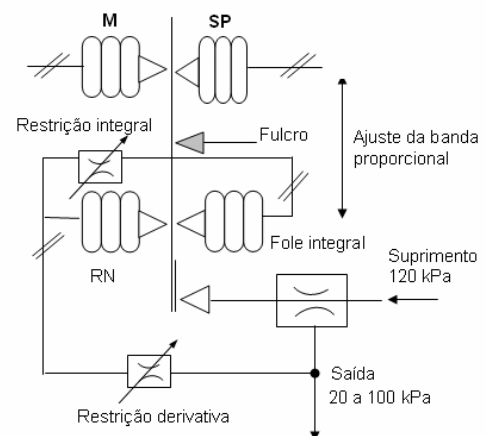 M
SP
Restrição integral
Fulcro
Ajuste da banda
proporcional
RN
Fole integral
Suprimento
120 kPa
Saída
20 a 100 kPa
Restrição derivativa